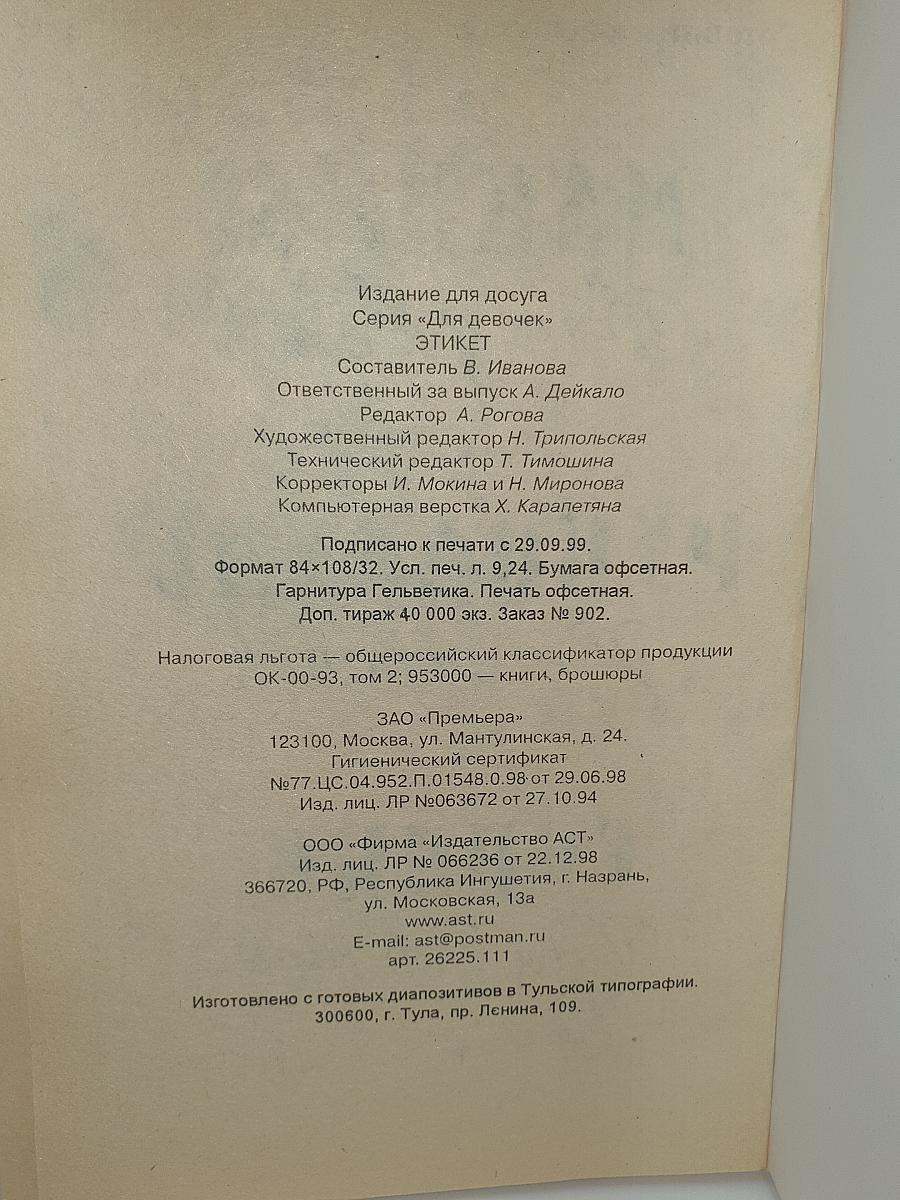 Издание для досуга
Серия «Для девочек»
ЭТИКЕТ
Составитель В. Иванова
Ответственный за выпуск А. Дейкало
Редактор А. Рогова
Художественный редактор Н. Трипольская
Технический редактор Т. Тимошина
Корректоры И. Мокина и Н. Миронова
Компьютерная верстка Х. Карапетяна
Подписано к печати с 29.09.99.
Формат 84×108/32. Усл. печ. л. 9,24. Бумага офсетная.
Гарнитура Гельветика. Печать офсетная.
Доп. тираж 40 000 экз. Заказ № 902.
Налоговая льгота — общероссийский классификатор продукции
ОК-00-93, том 2; 953000 — книги, брошюры
ЗАО «Премьера»
123100, Москва, ул. Мантулинская, д. 24.
Гигиенический сертификат
№77.ЦС.04.952.П.01548.0.98 от 29.06.98
Изд. лиц. ЛР №063672 от 27.10.94
ООО «Фирма «Издательство АСТ»
Изд. лиц. ЛР № 066236 от 22.12.98
366720, РФ, Республика Ингушетия, г. Назрань,
ул. Московская, 13а
www.ast.ru
E-mail: ast@postman.ru
арт. 26225.111
Изготовлено с готовых диапозитивов в Тульской типографии.
300600, г. Тула, пр. Ленина, 109.